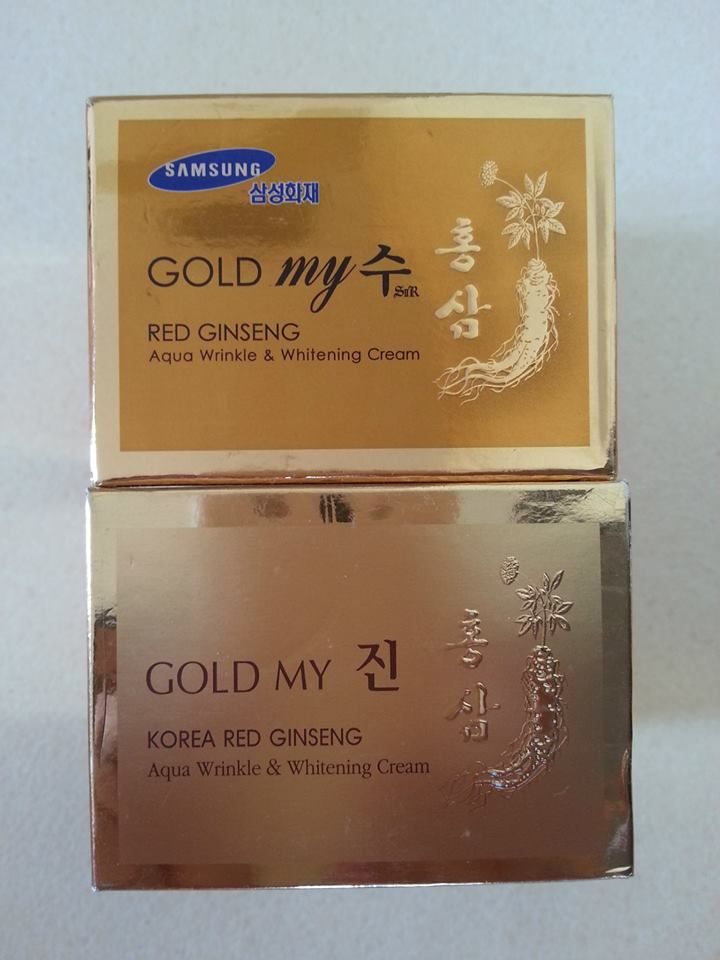 SAMSUNG
삼성화재
GOLD my 수
RED GINSENG
Aqua Wrinkle & Whitening Cream
홍삼
GOLD MY 진
KOREA RED GINSENG
Aqua Wrinkle & Whitening Cream
홍삼